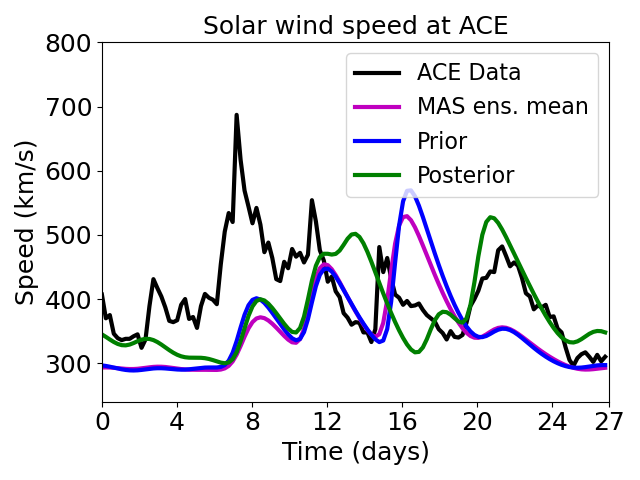 Solar wind speed at ACE
Speed (km/s)
800
700
600
500
400
300
ACE Data
MAS ens. mean
Prior
Posterior
0 4 8 12 16 20 24 27
Time (days)